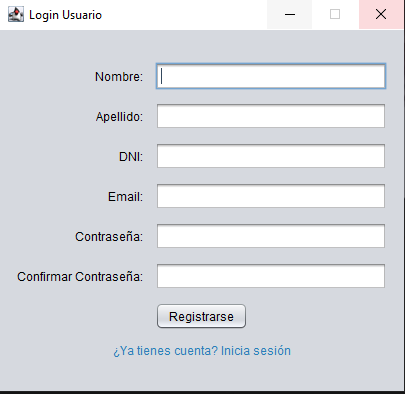 Login Usuario
Nombre:
Apellido:
DNI:
Email:
Contraseña:
Confirmar Contraseña:
Registrarse
¿Ya tienes cuenta? Inicia sesión